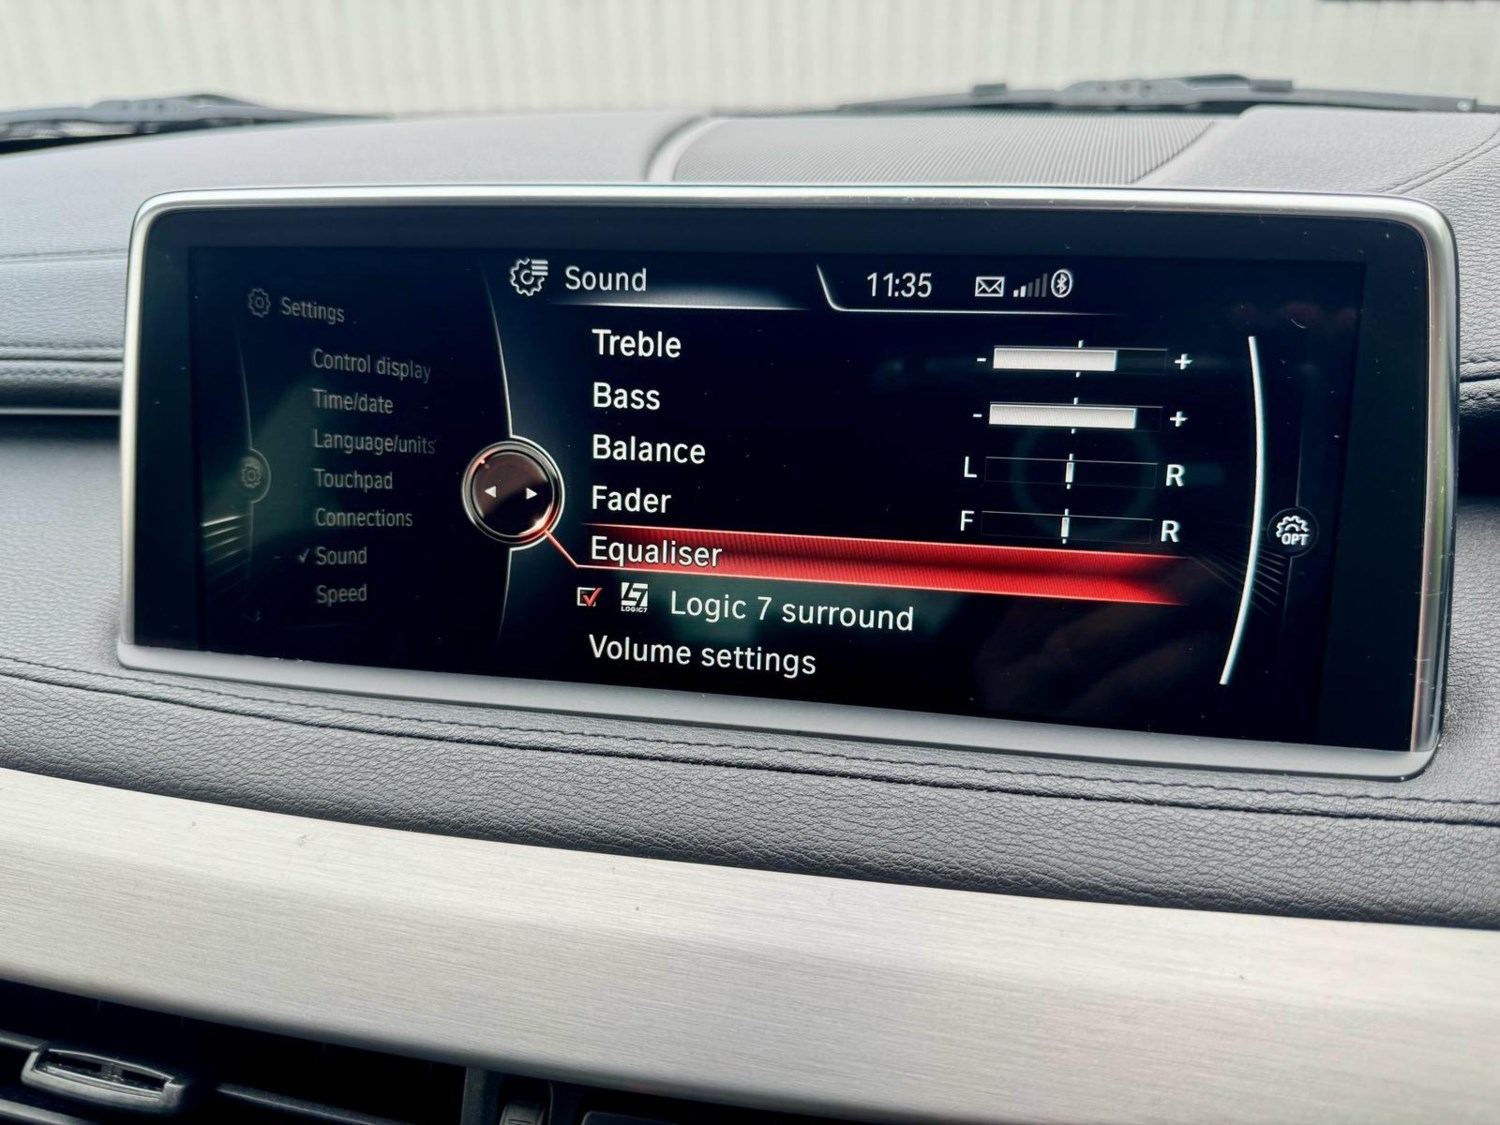 Settings
Control display
Time/date
Language/units
Touchpad
Connections
✓ Sound
Speed
Sound
11:35
Treble - +
Bass - +
Balance L R
Fader F R
Equaliser
LOGIC7 Logic 7 surround
Volume settings
OPT